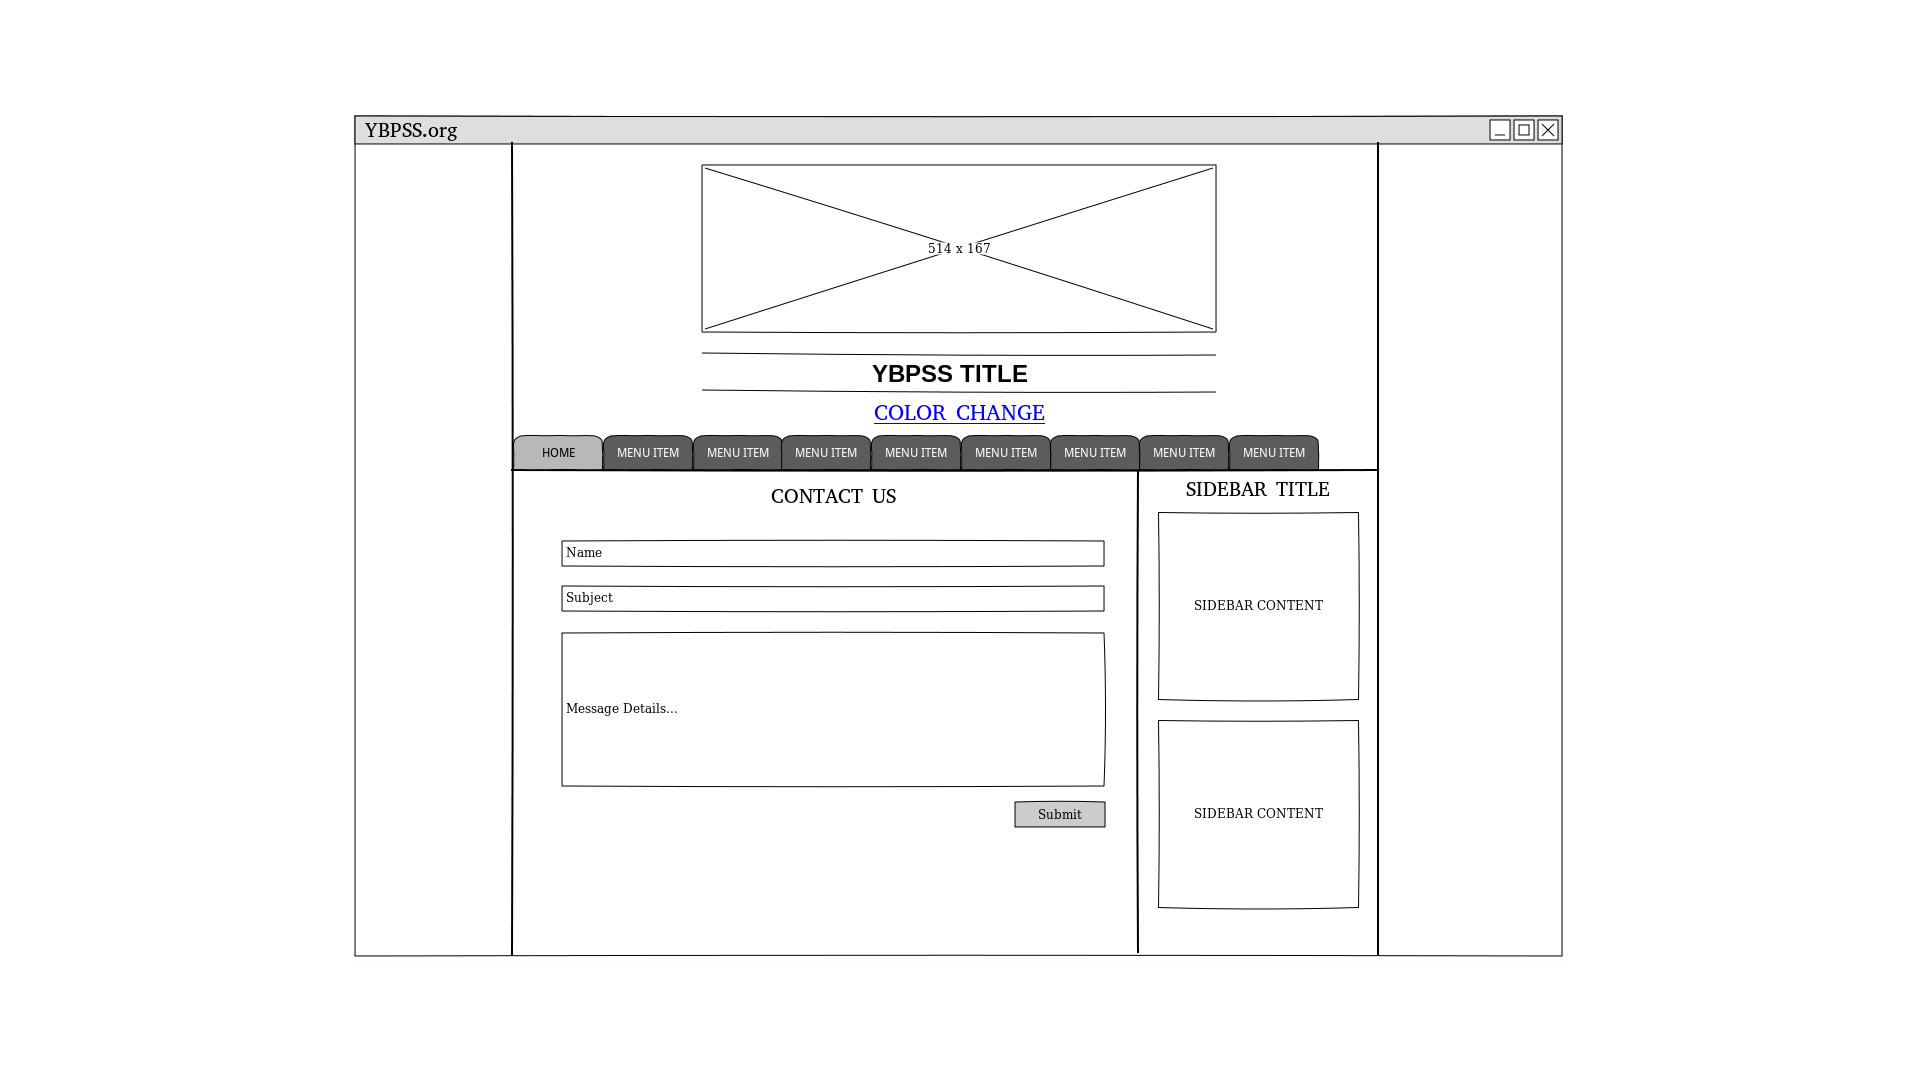 YBPSS.org
514 x 167
YBPSS TITLE
COLOR CHANGE
HOME MENU ITEM MENU ITEM MENU ITEM MENU ITEM MENU ITEM MENU ITEM MENU ITEM MENU ITEM
CONTACT US
Name
Subject
Message Details...
Submit
SIDEBAR TITLE
SIDEBAR CONTENT
SIDEBAR CONTENT